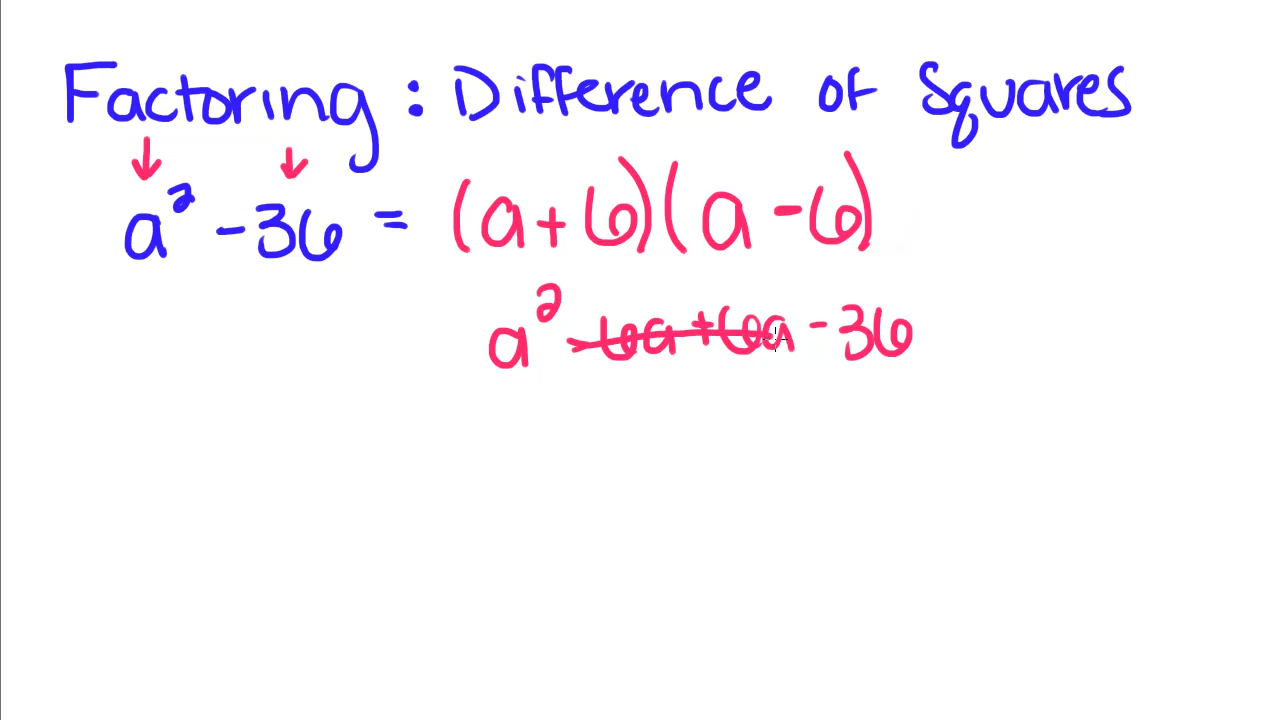 Factoring : Difference of Squares
a² - 36 = (a + 6)(a - 6)
a² - 6a + 6a - 36